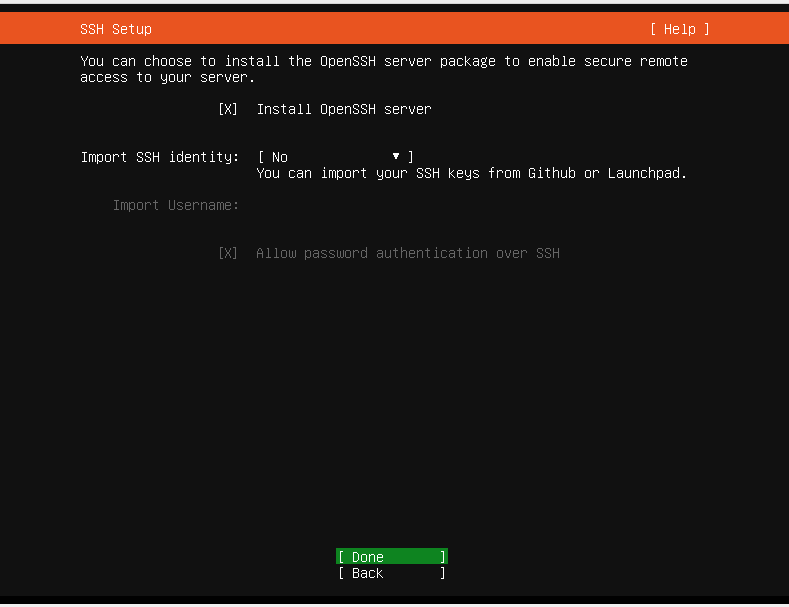 SSH Setup [ Help ]
You can choose to install the OpenSSH server package to enable secure remote
access to your server.
[X] Install OpenSSH server
Import SSH identity: [ No ▾ ]
You can import your SSH keys from Github or Launchpad.
Import Username:
[X] Allow password authentication over SSH
[ Done ]
[ Back ]